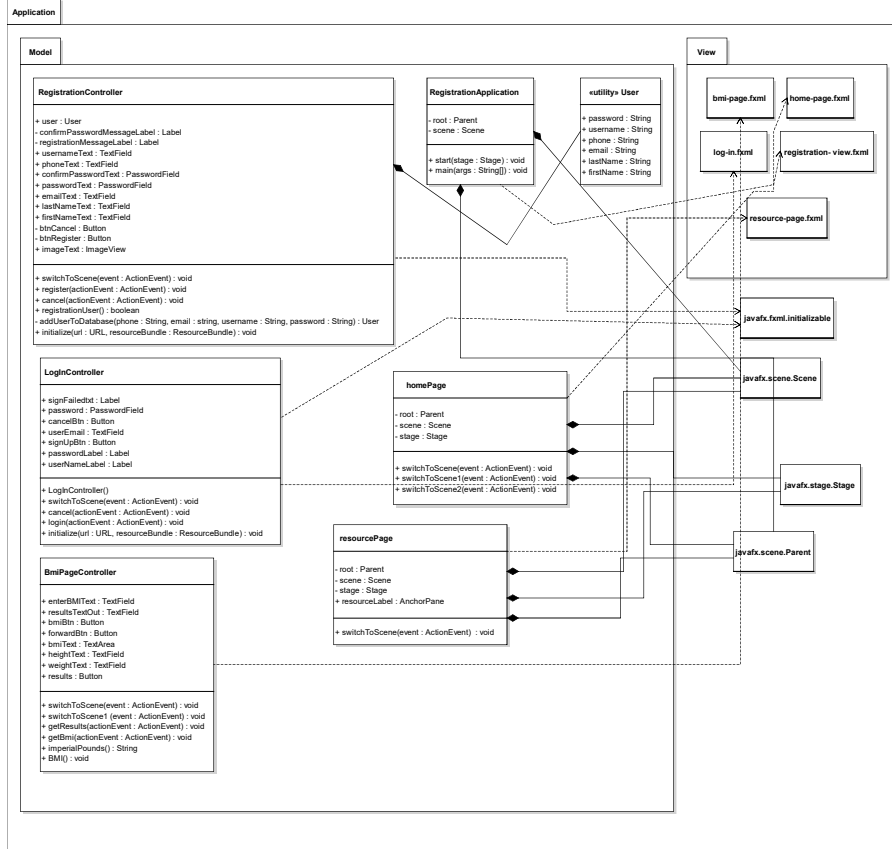 Application
Model
View
RegistrationController
+ user : User
- confirmPasswordMessageLabel : Label
- registrationMessageLabel : Label
+ usernameText : TextField
+ phoneText : TextField
+ confirmPasswordText : PasswordField
+ passwordText : PasswordField
+ emailText : TextField
+ lastNameText : TextField
+ firstNameText : TextField
- btnCancel : Button
- btnRegister : Button
+ imageText : ImageView
+ switchToScene(event : ActionEvent) : void
+ register(actionEvent : ActionEvent) : void
+ cancel(actionEvent : ActionEvent) : void
+ registrationUser() : boolean
- addUserToDatabase(phone : String, email : string, username : String, password : String) : User
+ initialize(url : URL, resourceBundle : ResourceBundle) : void
RegistrationApplication
- root : Parent
- scene : Scene
+ start(stage : Stage) : void
+ main(args : String[]) : void
«utility» User
+ password : String
+ username : String
+ phone : String
+ email : String
+ lastName : String
+ firstName : String
bmi-page.fxml
home-page.fxml
log-in.fxml
registration- view.fxml
resource-page.fxml
javafx.fxml.initializable
javafx.scene.Scene
javafx.stage.Stage
javafx.scene.Parent
LogInController
+ signFailedtxt : Label
+ password : PasswordField
+ cancelBtn : Button
+ userEmail : TextField
+ signUpBtn : Button
+ passwordLabel : Label
+ userNameLabel : Label
+ LogInController()
+ switchToScene(event : ActionEvent) : void
+ cancel(actionEvent : ActionEvent) : void
+ login(actionEvent : ActionEvent) : void
+ initialize(url : URL, resourceBundle : ResourceBundle) : void
homePage
- root : Parent
- scene : Scene
- stage : Stage
+ switchToScene(event : ActionEvent) : void
+ switchToScene1(event : ActionEvent) : void
+ switchToScene2(event : ActionEvent) : void
resourcePage
- root : Parent
- scene : Scene
- stage : Stage
+ resourceLabel : AnchorPane
+ switchToScene(event : ActionEvent) : void
BmiPageController
+ enterBMIText : TextField
+ resultsTextOut : TextField
+ bmiBtn : Button
+ forwardBtn : Button
+ bmiText : TextArea
+ heightText : TextField
+ weightText : TextField
+ results : Button
+ switchToScene(event : ActionEvent) : void
+ switchToScene1 (event : ActionEvent) : void
+ getResults(actionEvent : ActionEvent) : void
+ getBmi(actionEvent : ActionEvent) : void
+ imperialPounds() : String
+ BMI() : void